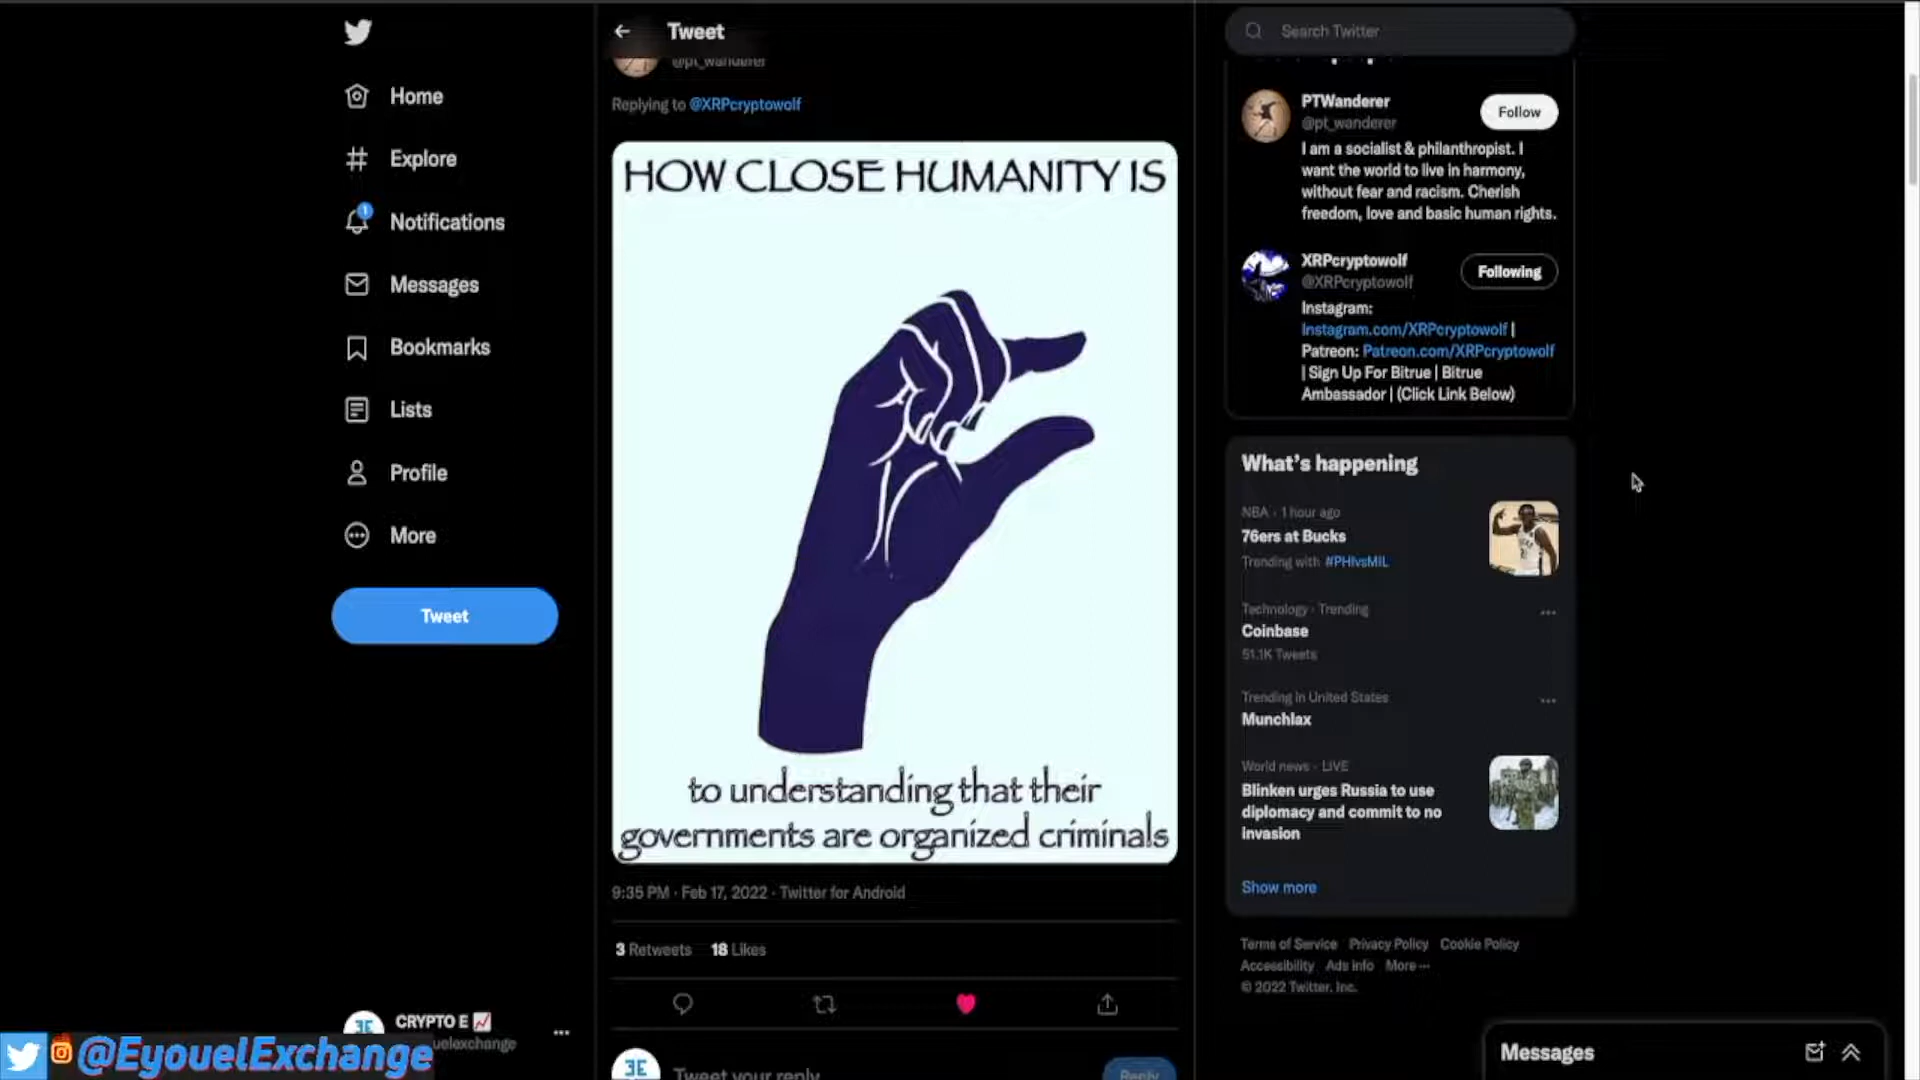 Home
Explore
1
Notifications
Messages
Bookmarks
Lists
Profile
More
Tweet
CRYPTO E
uelexchange
@EyouelExchange
Tweet
@pt_wanderer
Replying to @XRPcryptowolf
HOW CLOSE HUMANITY IS
to understanding that their
governments are organized criminals
9:35 PM · Feb 17, 2022 · Twitter for Android
3 Retweets 18 Likes
3E
Tweet your reply
Reply
Search Twitter
PTWanderer
@pt_wanderer
Follow
I am a socialist & philanthropist. I
want the world to live in harmony,
without fear and racism. Cherish
freedom, love and basic human rights.
XRPcryptowolf
@XRPcryptowolf
Following
Instagram:
Instagram.com/XRPcryptowolf |
Patreon: Patreon.com/XRPcryptowolf
| Sign Up For Bitrue | Bitrue
Ambassador | (Click Link Below)
What's happening
NBA · 1 hour ago
76ers at Bucks
Trending with #PHIvsMIL
Technology · Trending
Coinbase
51.1K Tweets
Trending in United States
Munchlax
World news · LIVE
Blinken urges Russia to use
diplomacy and commit to no
invasion
Show more
Terms of Service Privacy Policy Cookie Policy
Accessibility Ads info More ···
© 2022 Twitter, Inc.
Messages